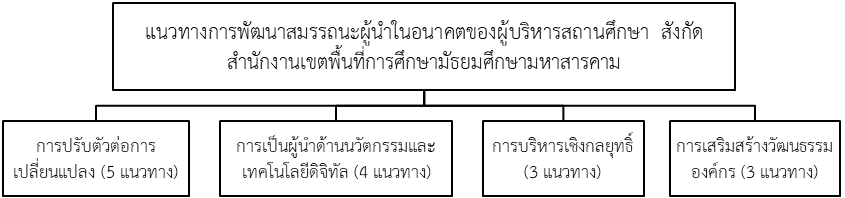 แนวทางการพัฒนาสมรรถนะผู้นำในอนาคตของผู้บริหารสถานศึกษา สังกัด
สำนักงานเขตพื้นที่การศึกษามัธยมศึกษามหาสารคาม
การปรับตัวต่อการ
เปลี่ยนแปลง (5 แนวทาง)
การเป็นผู้นำด้านนวัตกรรมและ
เทคโนโลยีดิจิทัล (4 แนวทาง)
การบริหารเชิงกลยุทธิ์
(3 แนวทาง)
การเสริมสร้างวัฒนธรรม
องค์กร (3 แนวทาง)